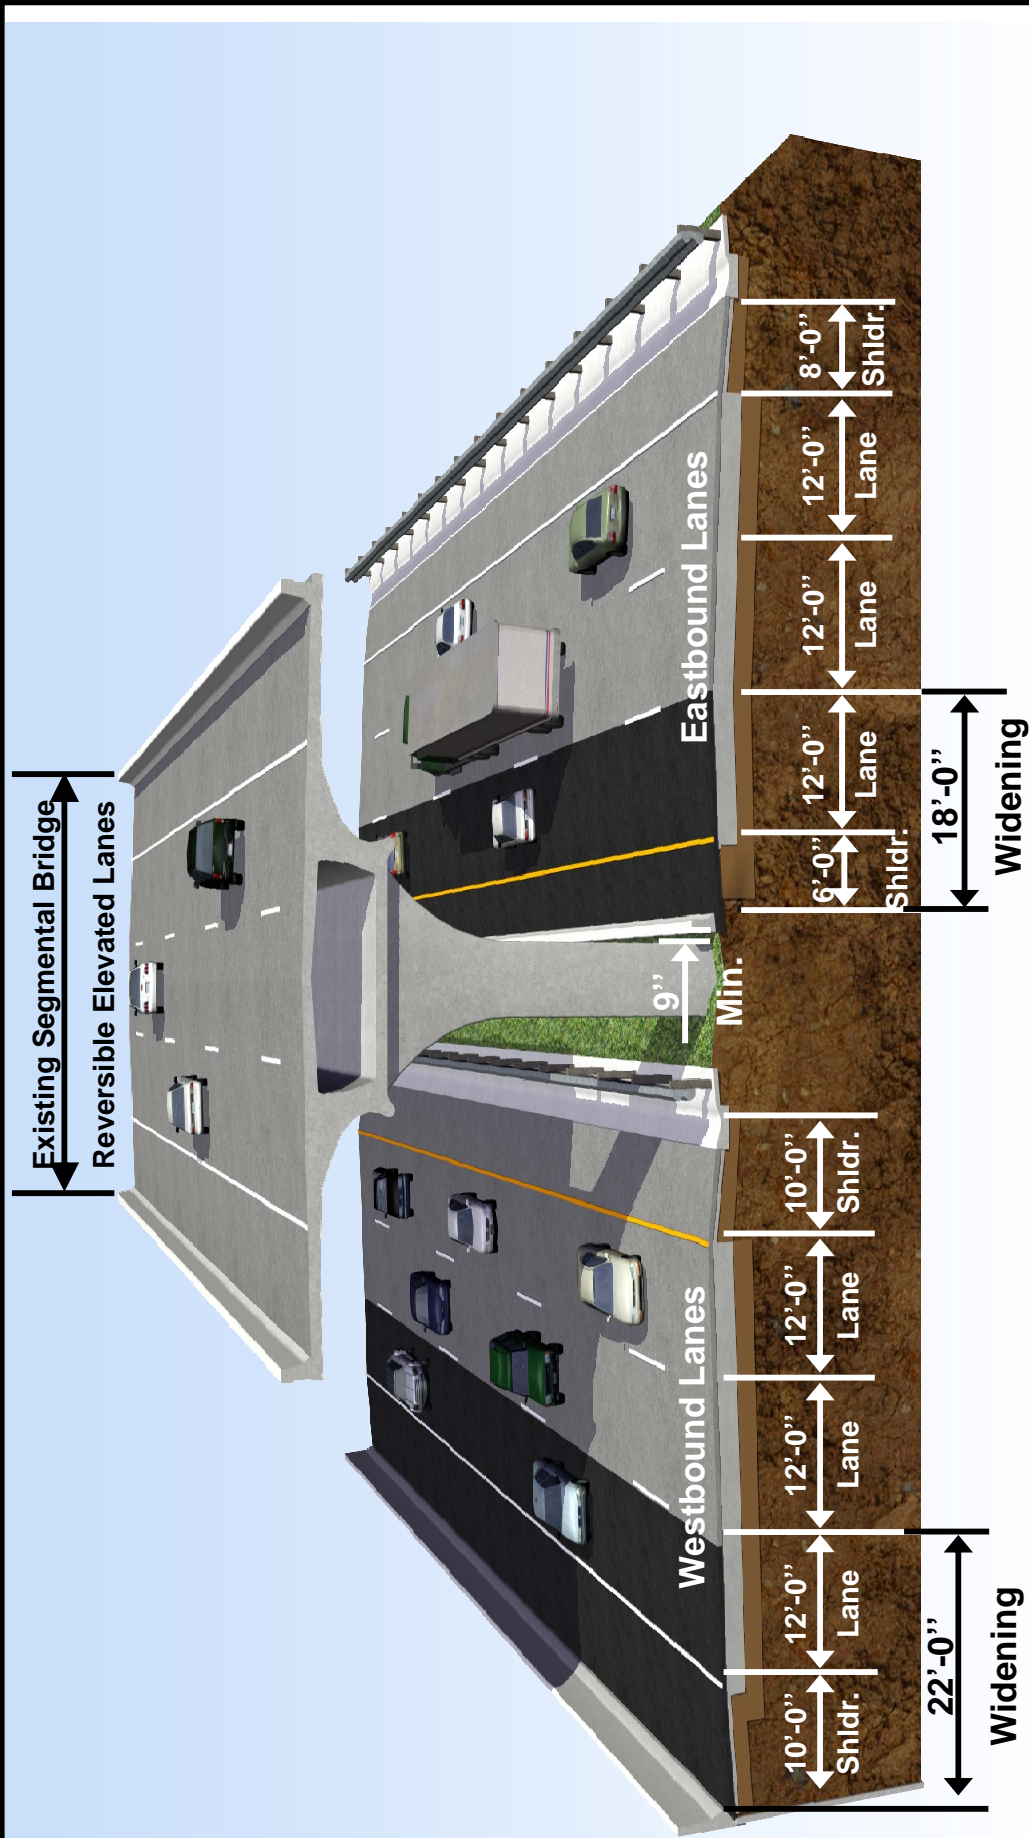 Existing Segmental Bridge
Reversible Elevated Lanes
Westbound Lanes
Eastbound Lanes
9”
Min.
10’-0”
Shldr.
12’-0”
Lane
12’-0”
Lane
12’-0”
Lane
10’-0”
Shldr.
6’-0”
Shldr.
12’-0”
Lane
12’-0”
Lane
12’-0”
Lane
8’-0”
Shldr.
22’-0”
Widening
18’-0”
Widening